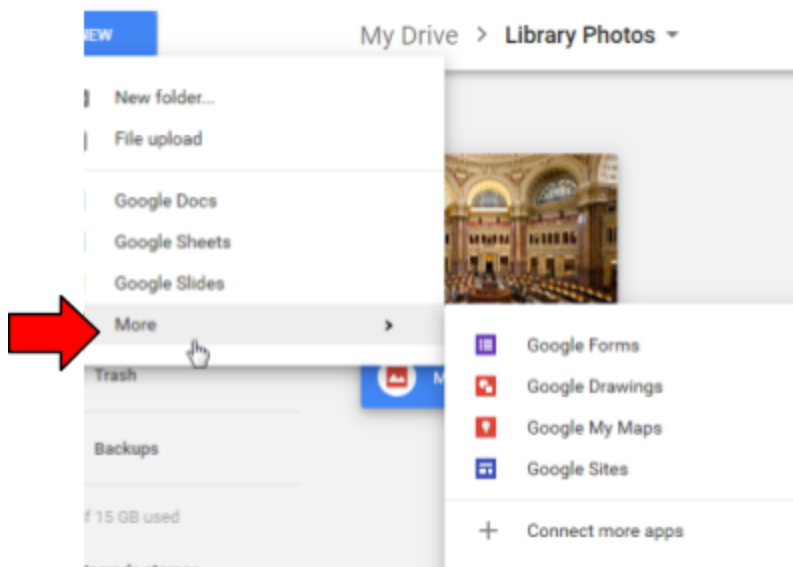 NEW
My Drive > Library Photos
New folder...
File upload
Google Docs
Google Sheets
Google Slides
More
Trash
Backups
Google Forms
Google Drawings
Google My Maps
Google Sites
Connect more apps
M
f 15 GB used